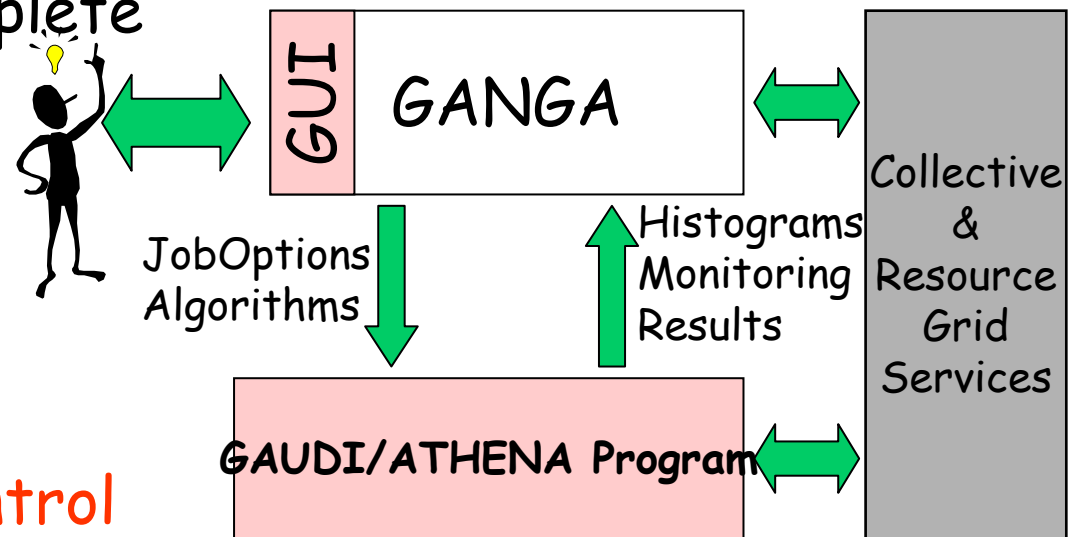 GUI
GANGA
JobOptions
Algorithms
Histograms
Monitoring
Results
Collective
&
Resource
Grid
Services
GAUDI/ATHENA Program